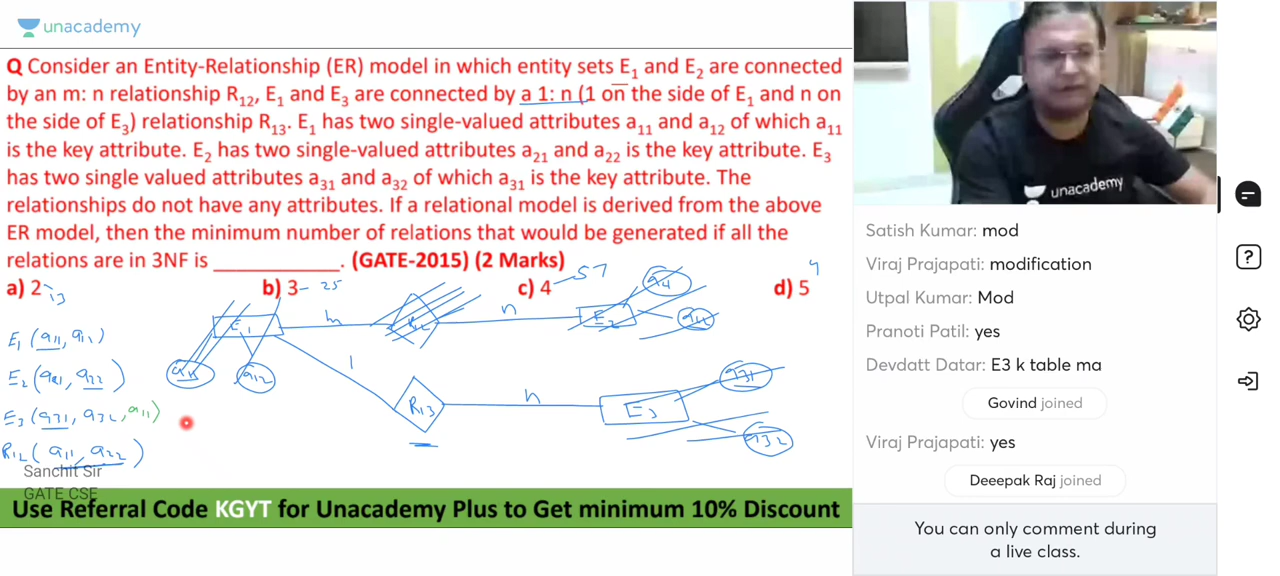 unacademy
Q Consider an Entity-Relationship (ER) model in which entity sets E₁ and E₂ are connected
by an m: n relationship R₁₂, E₁ and E₃ are connected by a 1: n (1 on the side of E₁ and n on
the side of E₃) relationship R₁₃. E₁ has two single-valued attributes a₁₁ and a₁₂ of which a₁₁
is the key attribute. E₂ has two single-valued attributes a₂₁ and a₂₂ is the key attribute. E₃
has two single valued attributes a₃₁ and a₃₂ of which a₃₁ is the key attribute. The
relationships do not have any attributes. If a relational model is derived from the above
ER model, then the minimum number of relations that would be generated if all the
relations are in 3NF is ____________. (GATE-2015) (2 Marks)
a) 2 13 b) 3 - 25 c) 4 - 57 d) 5 4
E₁ m n E₂
a₁₂
E₁ (a₁₁, a₁₂)
E₂ (a₂₁, a₂₂)
E₃ (a₃₁, a₃₂, a₁₁)
R₁₂ (a₁₁, a₂₂)
1 R₁₃ n E₃
a₃₁
a₃₂
Sanchit Sir
GATE CSE
Use Referral Code KGYT for Unacademy Plus to Get minimum 10% Discount
unacademy
Satish Kumar: mod
Viraj Prajapati: modification
Utpal Kumar: Mod
Pranoti Patil: yes
Devdatt Datar: E3 k table ma
Govind joined
Viraj Prajapati: yes
Deeepak Raj joined
You can only comment during
a live class.